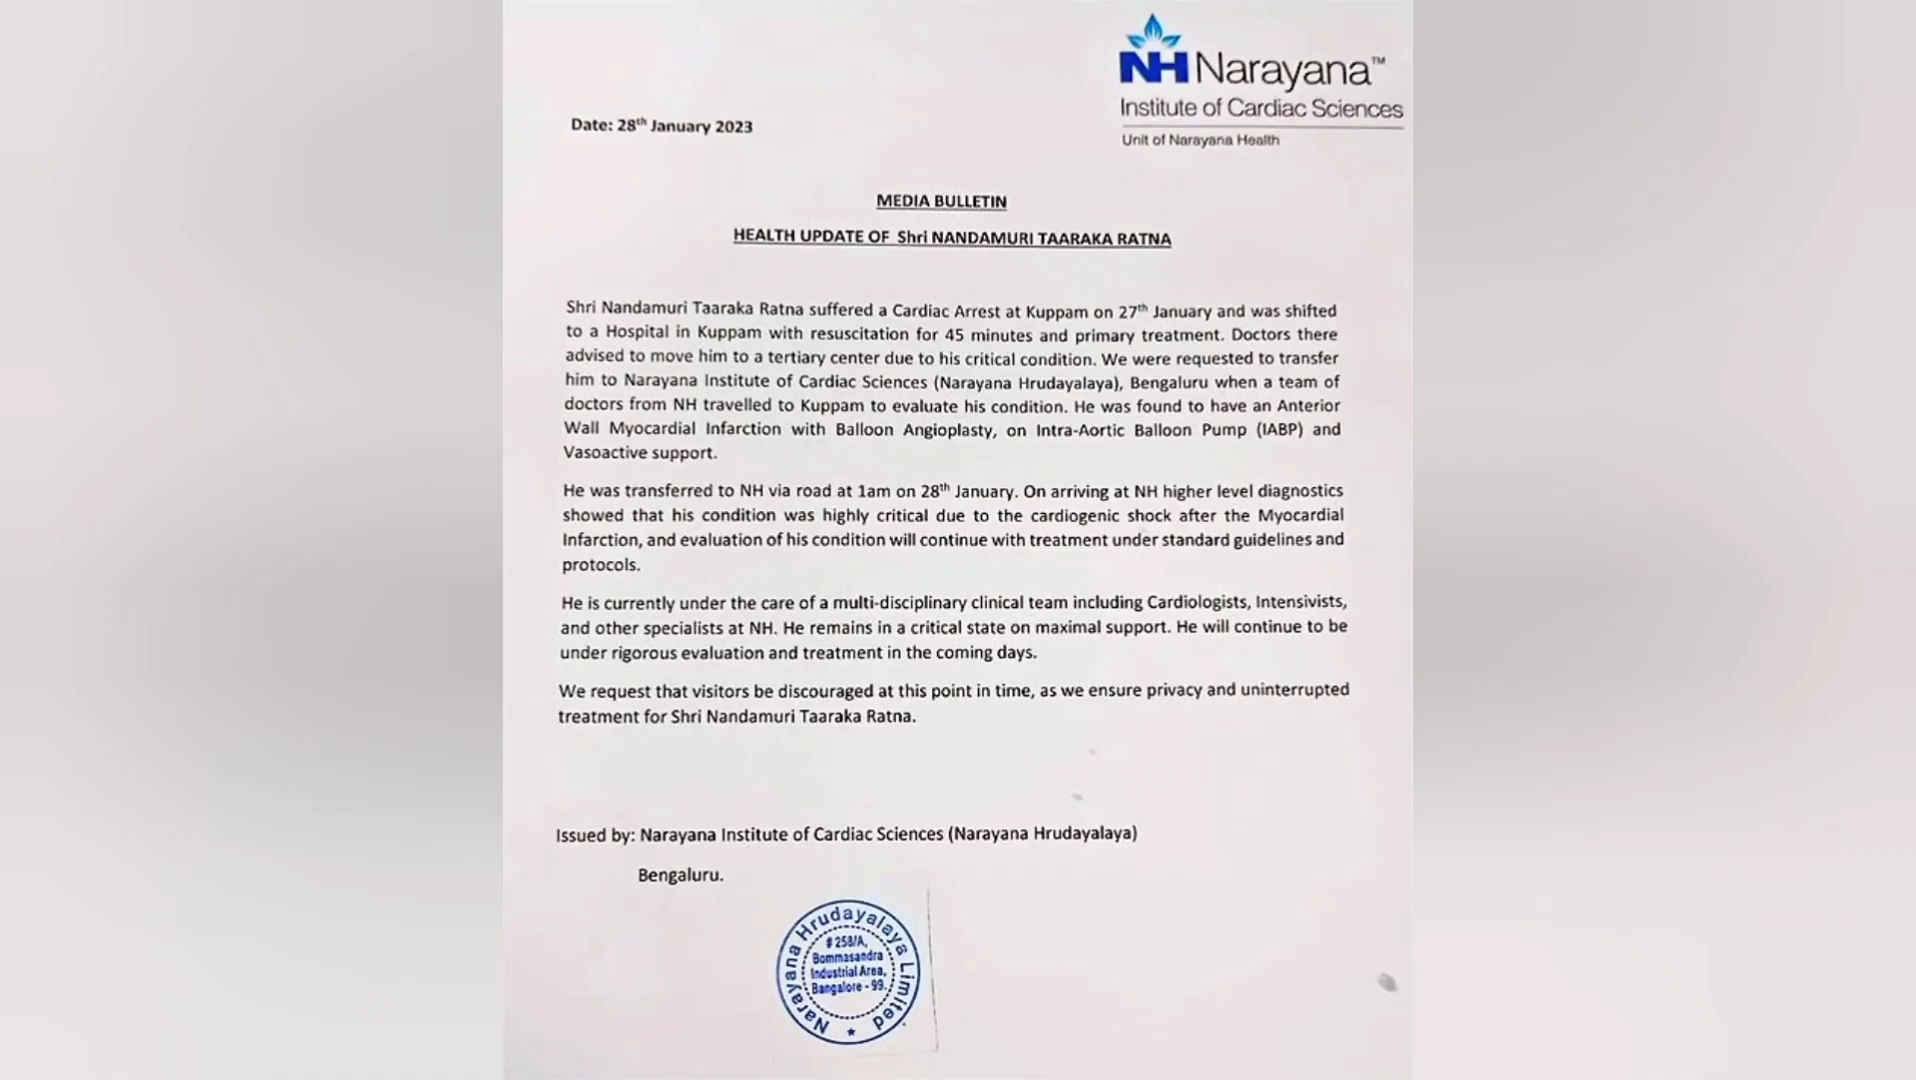 NH Narayana™
Institute of Cardiac Sciences
Unit of Narayana Health
Date: 28th January 2023
MEDIA BULLETIN
HEALTH UPDATE OF Shri NANDAMURI TAARAKA RATNA
Shri Nandamuri Taaraka Ratna suffered a Cardiac Arrest at Kuppam on 27th January and was shifted
to a Hospital in Kuppam with resuscitation for 45 minutes and primary treatment. Doctors there
advised to move him to a tertiary center due to his critical condition. We were requested to transfer
him to Narayana Institute of Cardiac Sciences (Narayana Hrudayalaya), Bengaluru when a team of
doctors from NH travelled to Kuppam to evaluate his condition. He was found to have an Anterior
Wall Myocardial Infarction with Balloon Angioplasty, on Intra-Aortic Balloon Pump (IABP) and
Vasoactive support.
He was transferred to NH via road at 1am on 28th January. On arriving at NH higher level diagnostics
showed that his condition was highly critical due to the cardiogenic shock after the Myocardial
Infarction, and evaluation of his condition will continue with treatment under standard guidelines and
protocols.
He is currently under the care of a multi-disciplinary clinical team including Cardiologists, Intensivists,
and other specialists at NH. He remains in a critical state on maximal support. He will continue to be
under rigorous evaluation and treatment in the coming days.
We request that visitors be discouraged at this point in time, as we ensure privacy and uninterrupted
treatment for Shri Nandamuri Taaraka Ratna.
Issued by: Narayana Institute of Cardiac Sciences (Narayana Hrudayalaya)
Bengaluru.
Narayana Hrudayalaya Limited
# 258/A,
Bommasandra
Industrial Area,
Bangalore - 99.